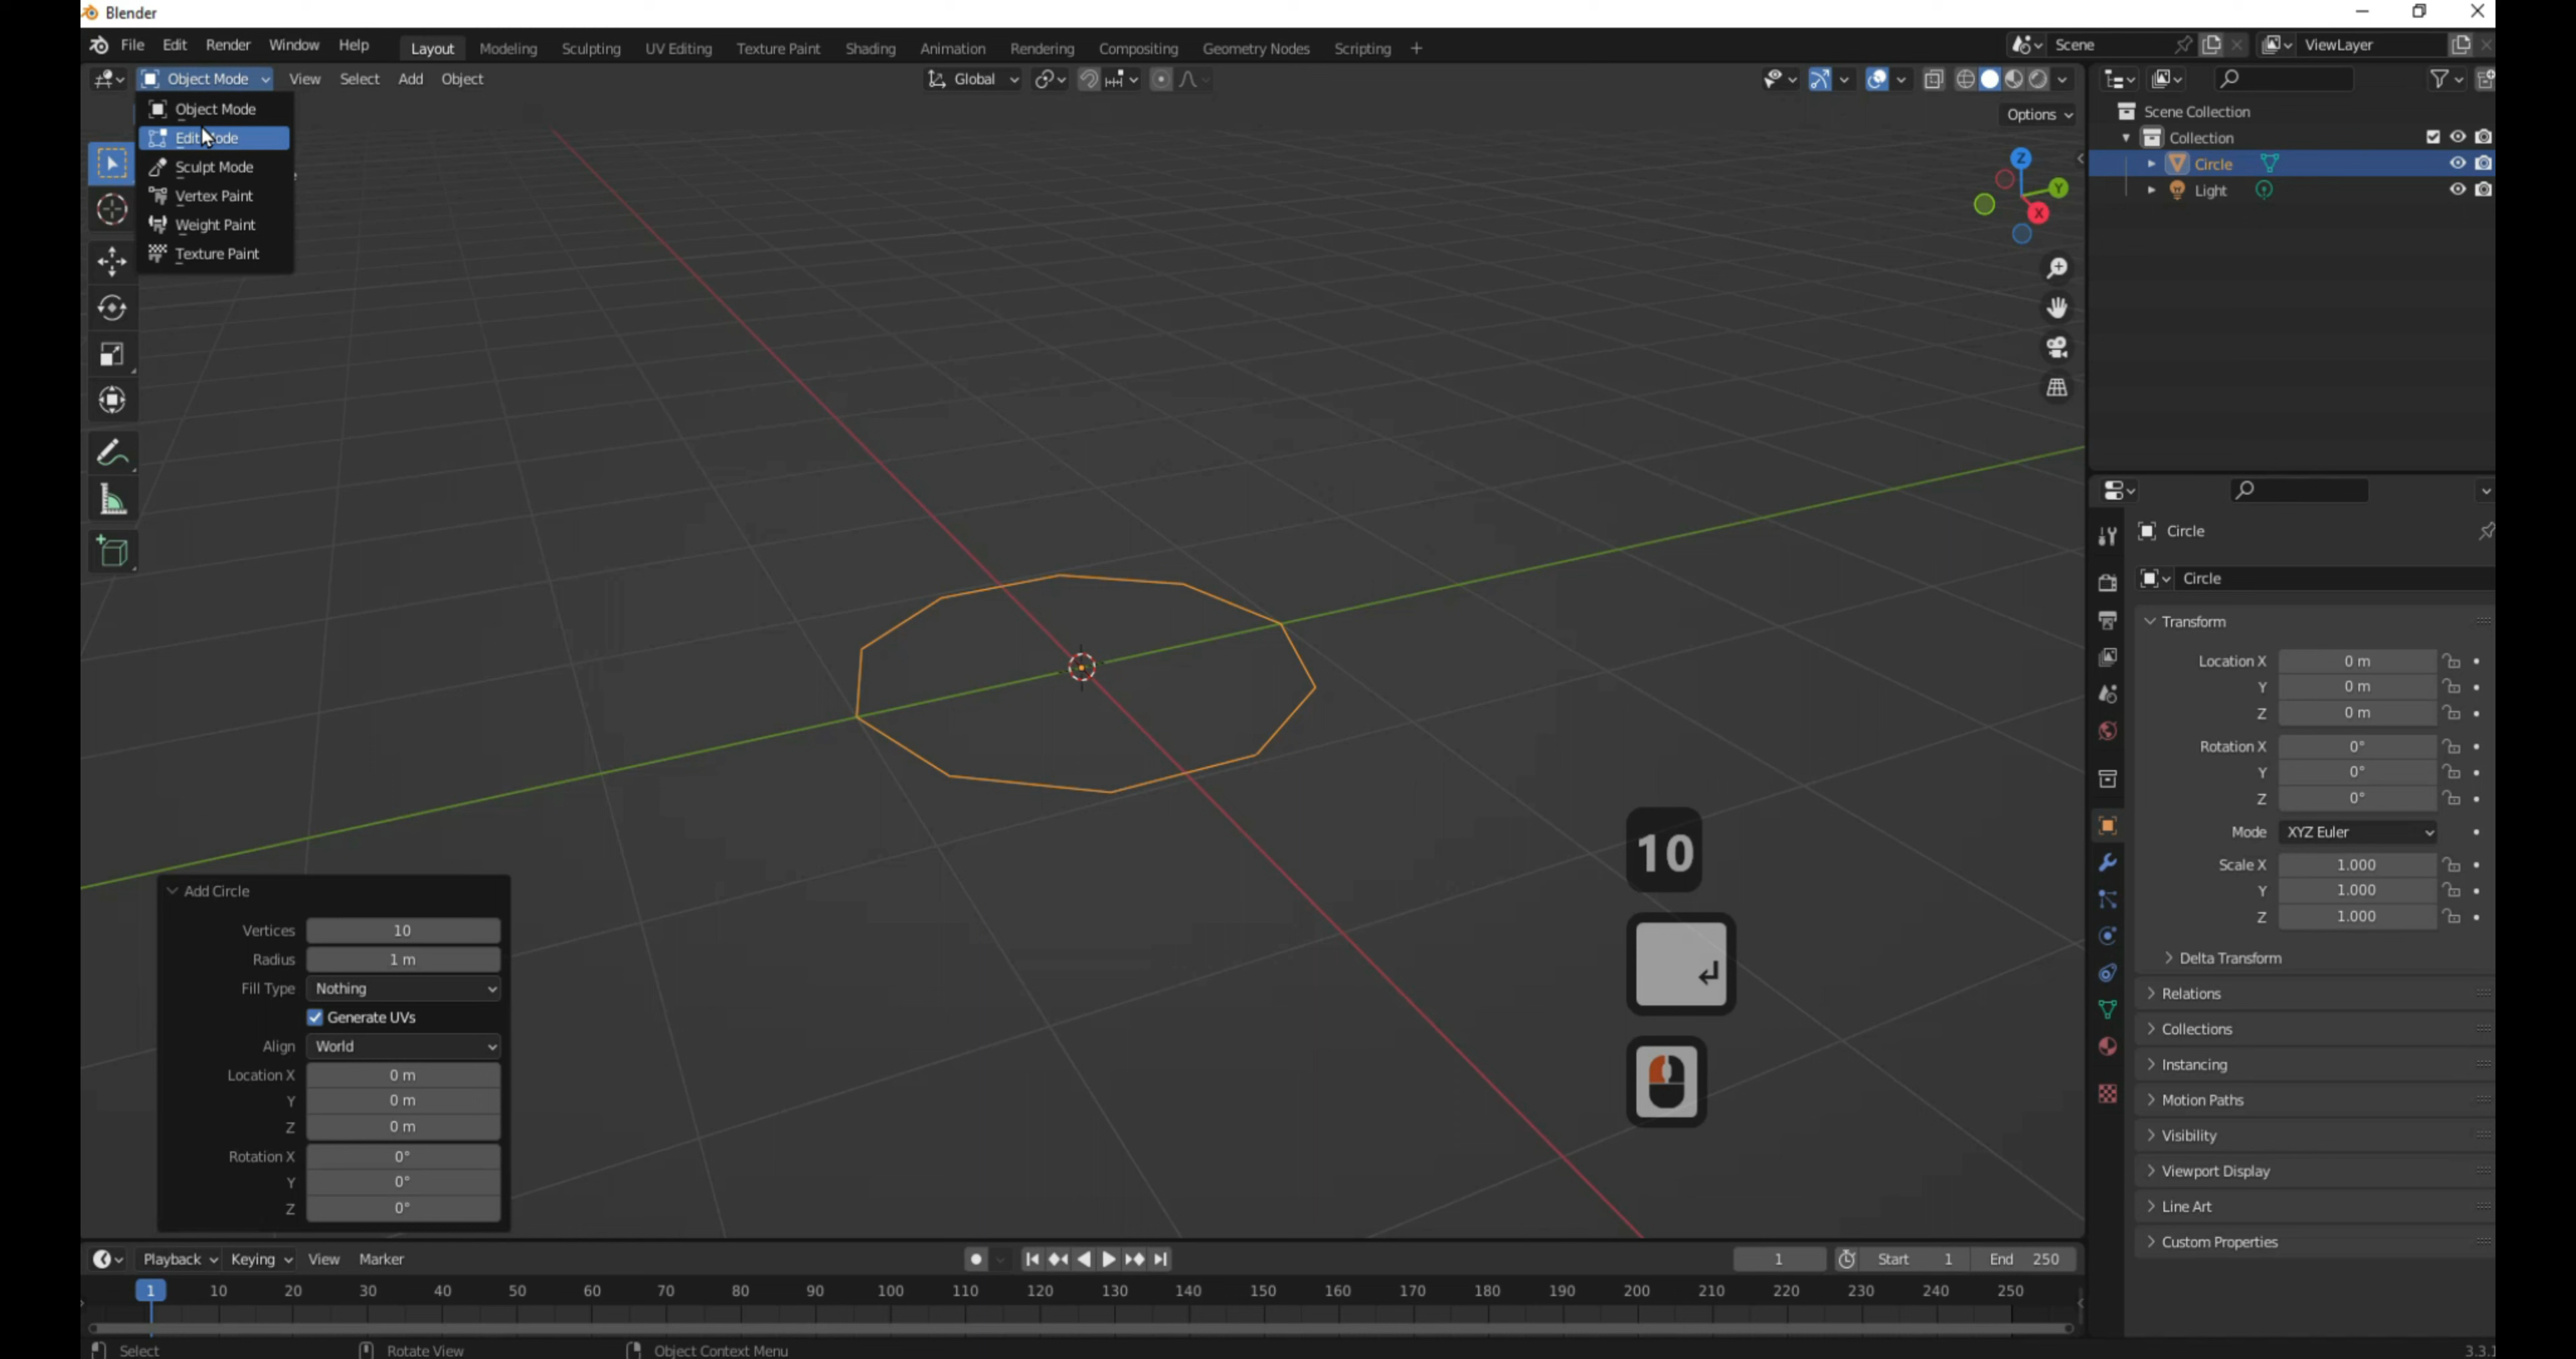 Blender
File Edit Render Window Help Layout Modeling Sculpting UV Editing Texture Paint Shading Animation Rendering Compositing Geometry Nodes Scripting + Scene ViewLayer
Object Mode View Select Add Object Global
Options
Object Mode
Edit Mode
Sculpt Mode
Vertex Paint
Weight Paint
Texture Paint
Z
Y
X
Scene Collection
Collection
Circle
Light
Circle
Circle
Transform
Location X 0 m
Y 0 m
Z 0 m
Rotation X 0°
Y 0°
Z 0°
Mode XYZ Euler
Scale X 1.000
Y 1.000
Z 1.000
Delta Transform
Relations
Collections
Instancing
Motion Paths
Visibility
Viewport Display
Line Art
Custom Properties
10
Add Circle
Vertices 10
Radius 1 m
Fill Type Nothing
Generate UVs
Align World
Location X 0 m
Y 0 m
Z 0 m
Rotation X 0°
Y 0°
Z 0°
Playback Keying View Marker 1 Start 1 End 250
1 10 20 30 40 50 60 70 80 90 100 110 120 130 140 150 160 170 180 190 200 210 220 230 240 250
Select Rotate View Object Context Menu 3.3.1